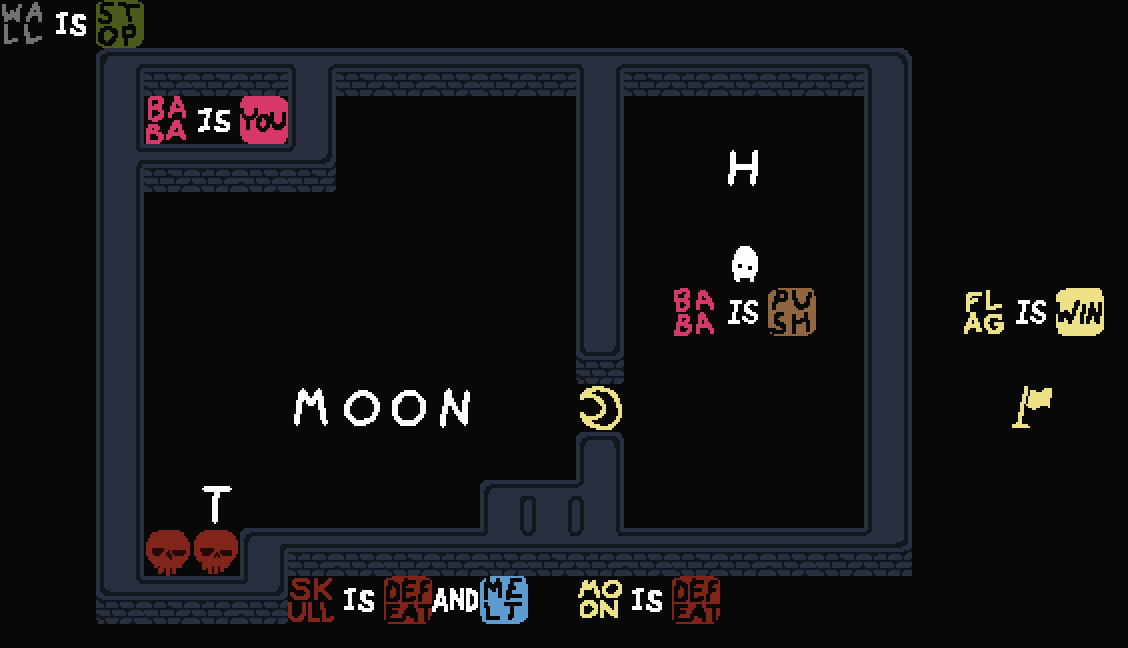 WALL IS STOP
BABA IS YOU
H
BABA IS PUSH
FLAG IS WIN
MOON
T
SKULL IS DEFEAT AND MELT
MOON IS DEFEAT